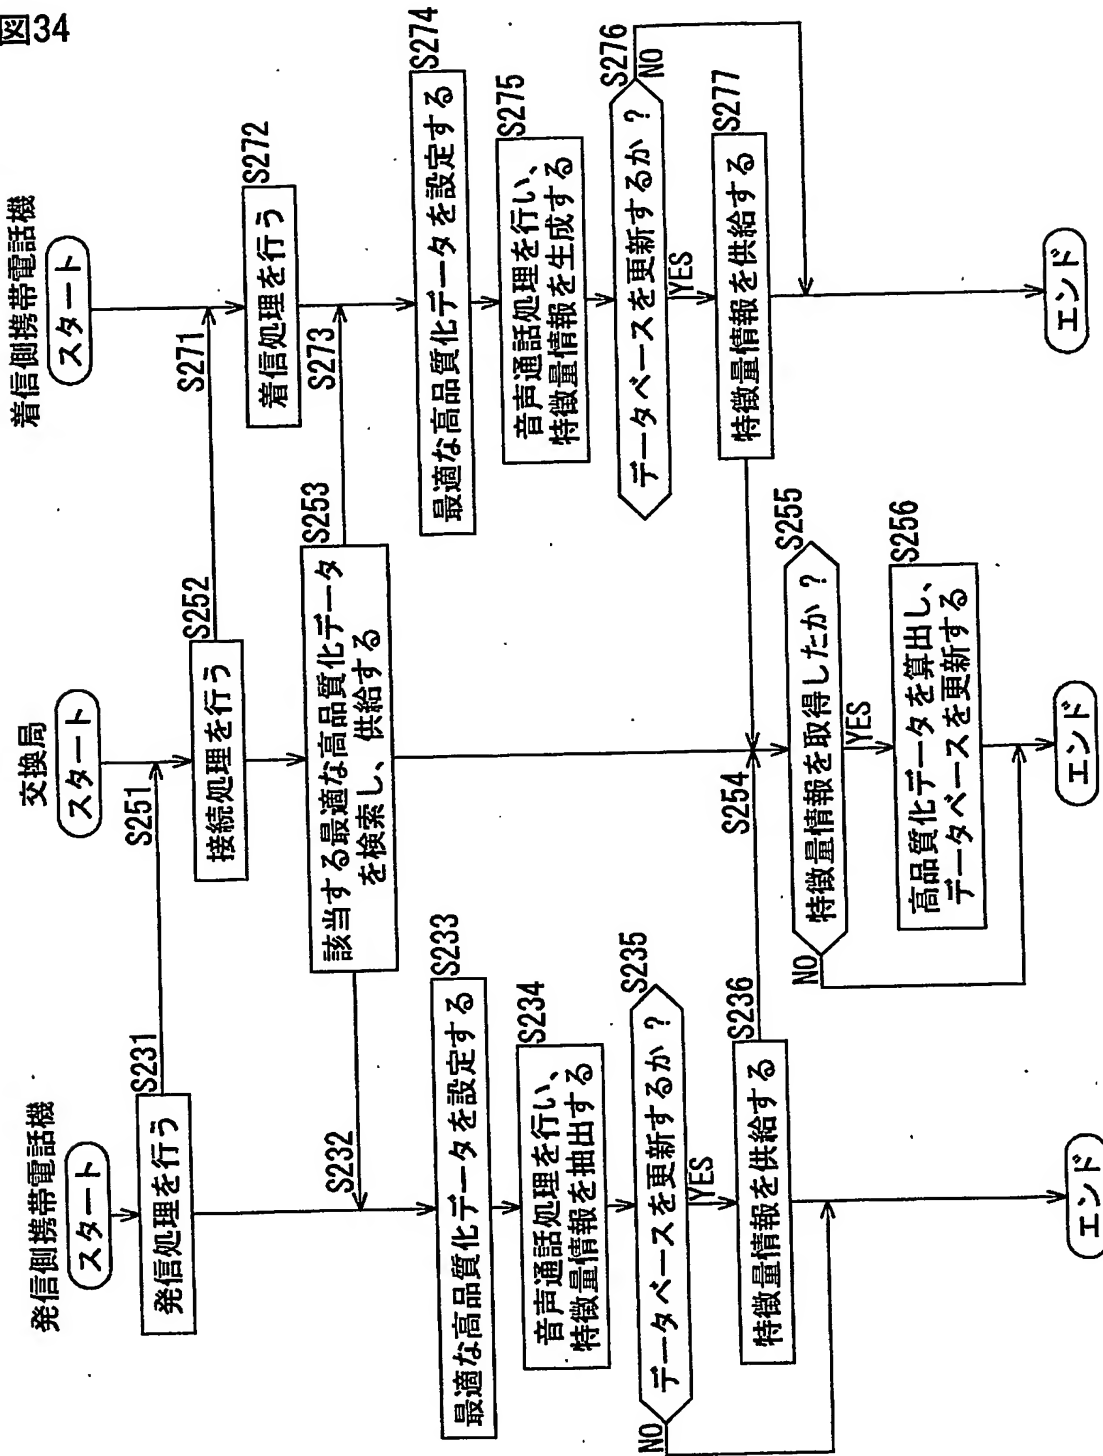 図34
発信側携帯電話機
スタート
S231
発信処理を行う
S232
S233
最適な高品質化データを設定する
S234
音声通話処理を行い、
特徴量情報を抽出する
S235
データベースを更新するか?
NO
YES
S236
特徴量情報を供給する
エンド
交換局
スタート
S251
S252
接続処理を行う
S253
該当する最適な高品質化データ
を検索し、供給する
S254
S255
特徴量情報を取得したか?
NO
YES
S256
高品質化データを算出し、
データベースを更新する
エンド
着信側携帯電話機
スタート
S271
S272
着信処理を行う
S273
S274
最適な高品質化データを設定する
S275
音声通話処理を行い、
特徴量情報を生成する
S276
データベースを更新するか?
NO
YES
S277
特徴量情報を供給する
エンド